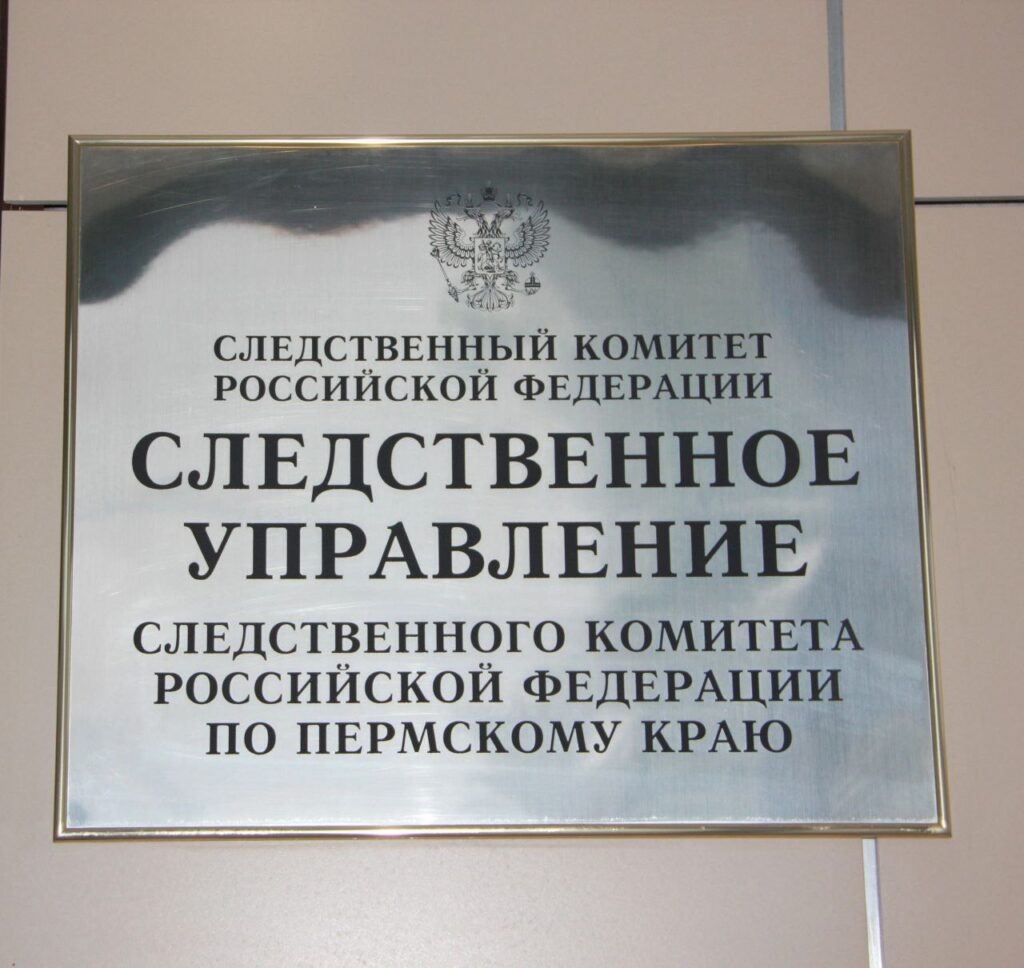 СЛЕДСТВЕННЫЙ КОМИТЕТ
РОССИЙСКОЙ ФЕДЕРАЦИИ
СЛЕДСТВЕННОЕ
УПРАВЛЕНИЕ
СЛЕДСТВЕННОГО КОМИТЕТА
РОССИЙСКОЙ ФЕДЕРАЦИИ
ПО ПЕРМСКОМУ КРАЮ